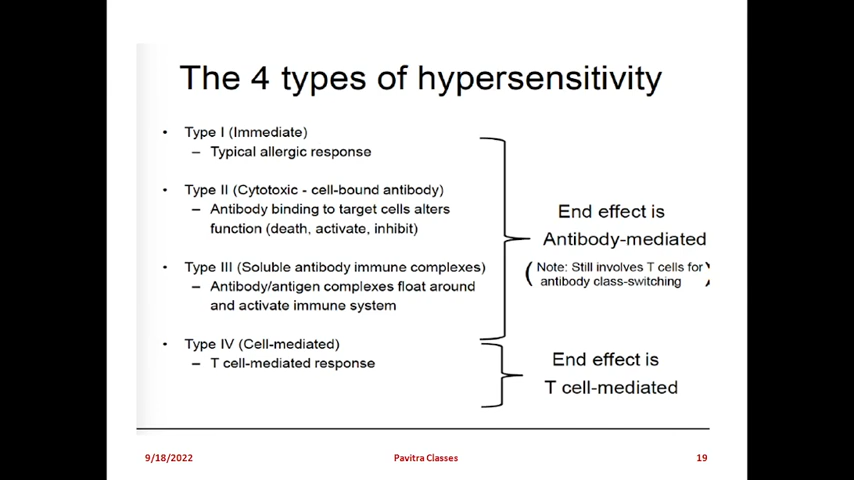 The 4 types of hypersensitivity
• Type I (Immediate)
– Typical allergic response
• Type II (Cytotoxic - cell-bound antibody)
– Antibody binding to target cells alters
function (death, activate, inhibit)
• Type III (Soluble antibody immune complexes)
– Antibody/antigen complexes float around
and activate immune system
• Type IV (Cell-mediated)
– T cell-mediated response
End effect is
Antibody-mediated
(Note: Still involves T cells for
antibody class-switching)
End effect is
T cell-mediated
9/18/2022
Pavitra Classes
19